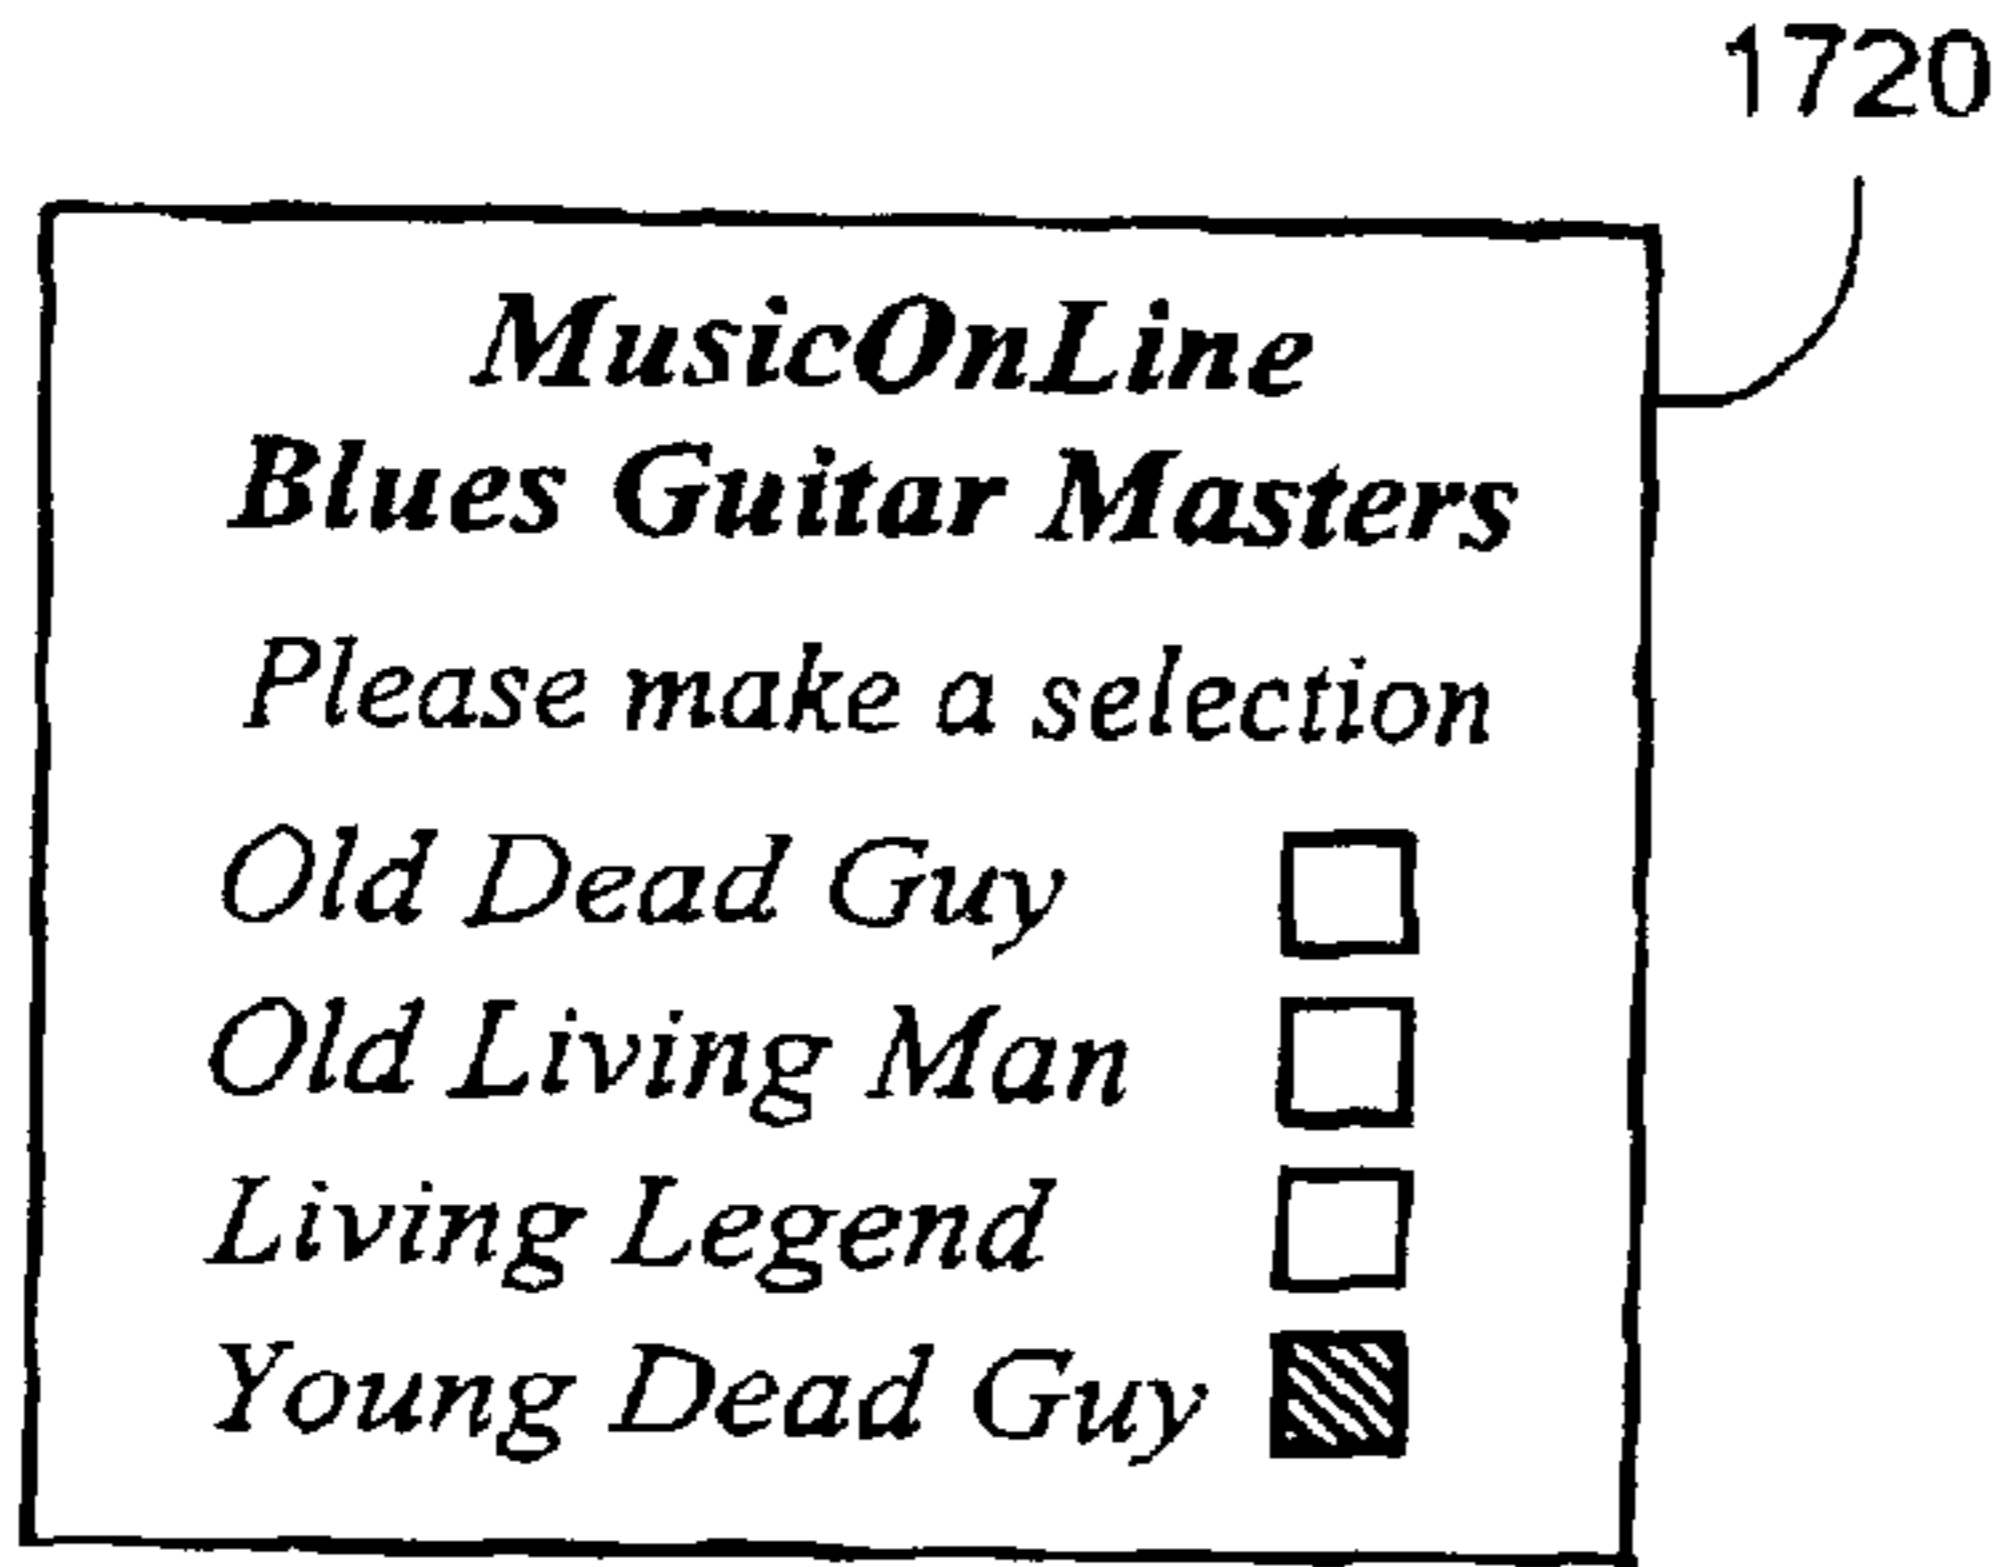 1720
MusicOnLine
Blues Guitar Masters
Please make a selection
Old Dead Guy
Old Living Man
Living Legend
Young Dead Guy